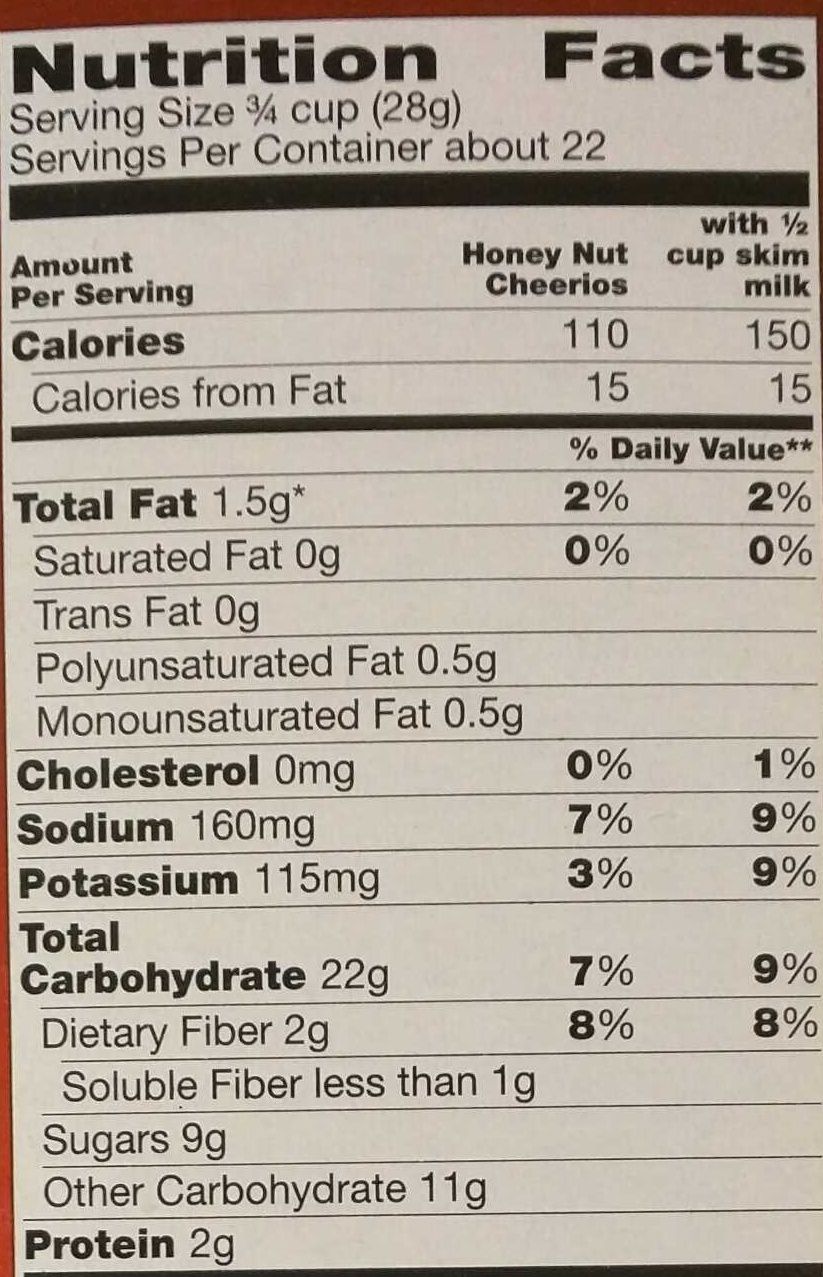 Nutrition Facts
Serving Size ¾ cup (28g)
Servings Per Container about 22
Amount Per Serving Honey Nut Cheerios with ½ cup skim milk
Calories 110 150
Calories from Fat 15 15
% Daily Value**
Total Fat 1.5g* 2% 2%
Saturated Fat 0g 0% 0%
Trans Fat 0g
Polyunsaturated Fat 0.5g
Monounsaturated Fat 0.5g
Cholesterol 0mg 0% 1%
Sodium 160mg 7% 9%
Potassium 115mg 3% 9%
Total
Carbohydrate 22g 7% 9%
Dietary Fiber 2g 8% 8%
Soluble Fiber less than 1g
Sugars 9g
Other Carbohydrate 11g
Protein 2g